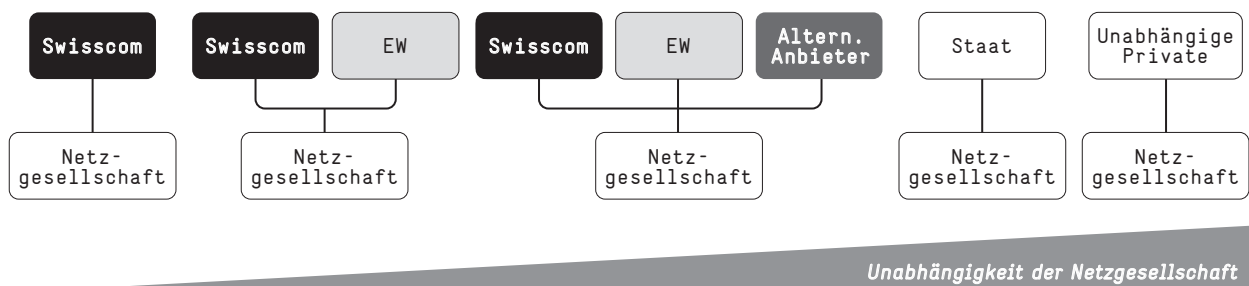 Swisscom
Swisscom
EW
Swisscom
EW
Altern.
Anbieter
Staat
Unabhängige
Private
Netz-
gesellschaft
Netz-
gesellschaft
Netz-
gesellschaft
Netz-
gesellschaft
Netz-
gesellschaft
Unabhängigkeit der Netzgesellschaft